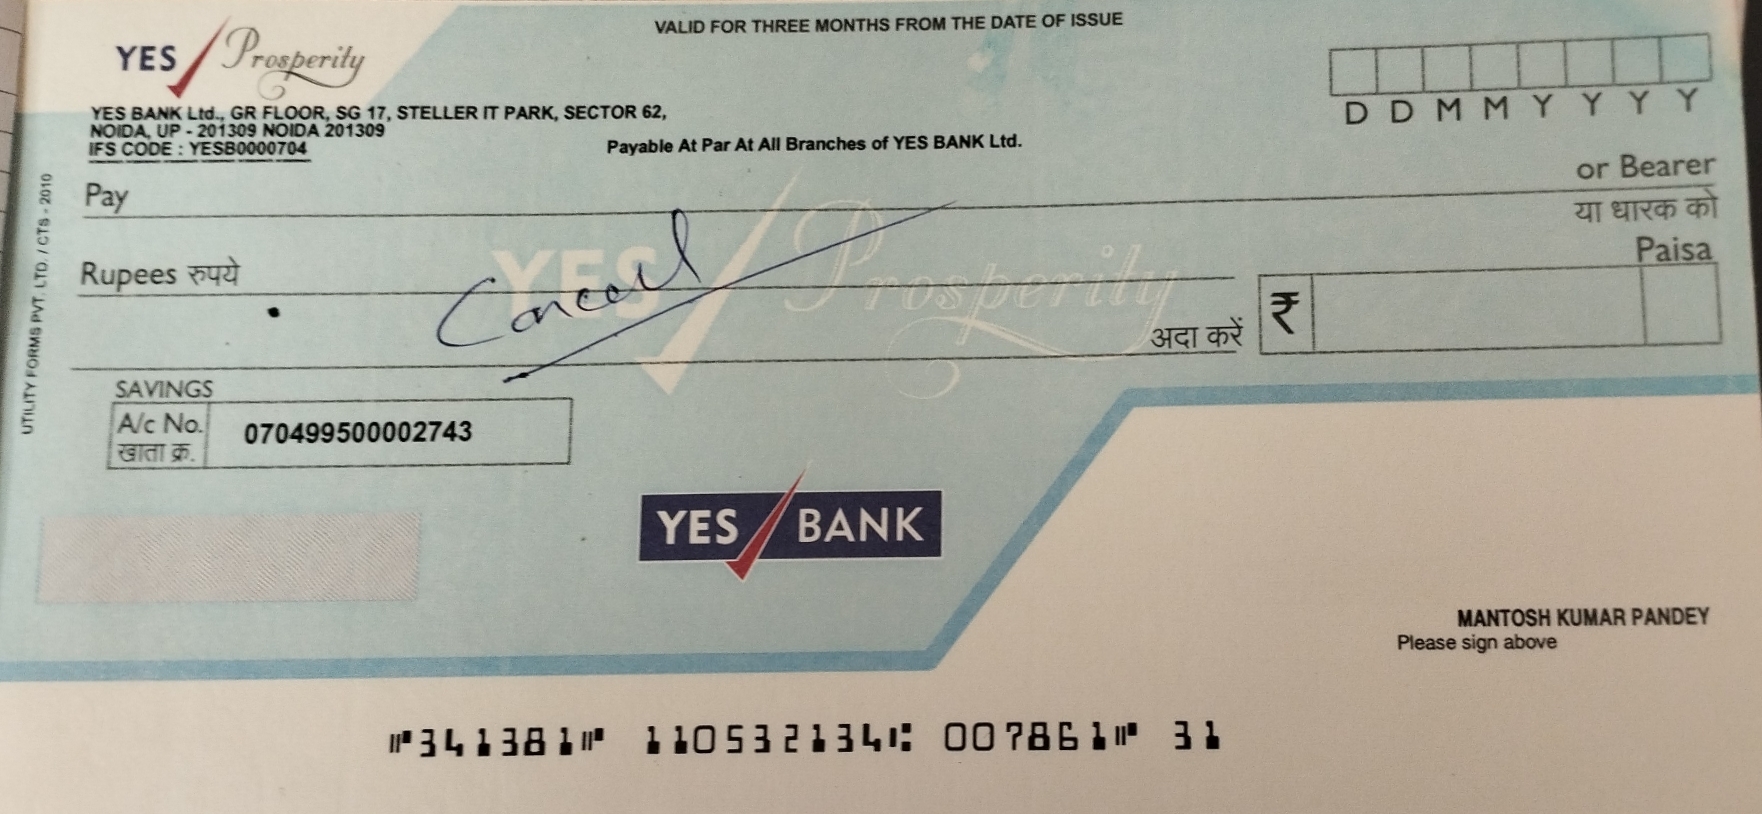 VALID FOR THREE MONTHS FROM THE DATE OF ISSUE
YES Prosperity
D D M M Y Y Y Y
YES BANK Ltd., GR FLOOR, SG 17, STELLER IT PARK, SECTOR 62,
NOIDA, UP - 201309 NOIDA 201309
IFS CODE : YESB0000704
Payable At Par At All Branches of YES BANK Ltd.
Pay
or Bearer
या धारक को
Rupees रुपये
Paisa
YES Prosperity
Cancel
₹
अदा करें
SAVINGS
A/c No. 070499500002743
खाता क्र.
UTILITY FORMS PVT. LTD. / CTS - 2010
YES BANK
MANTOSH KUMAR PANDEY
Please sign above
⑈341381⑈ 110532134⑆ 007861⑈ 31